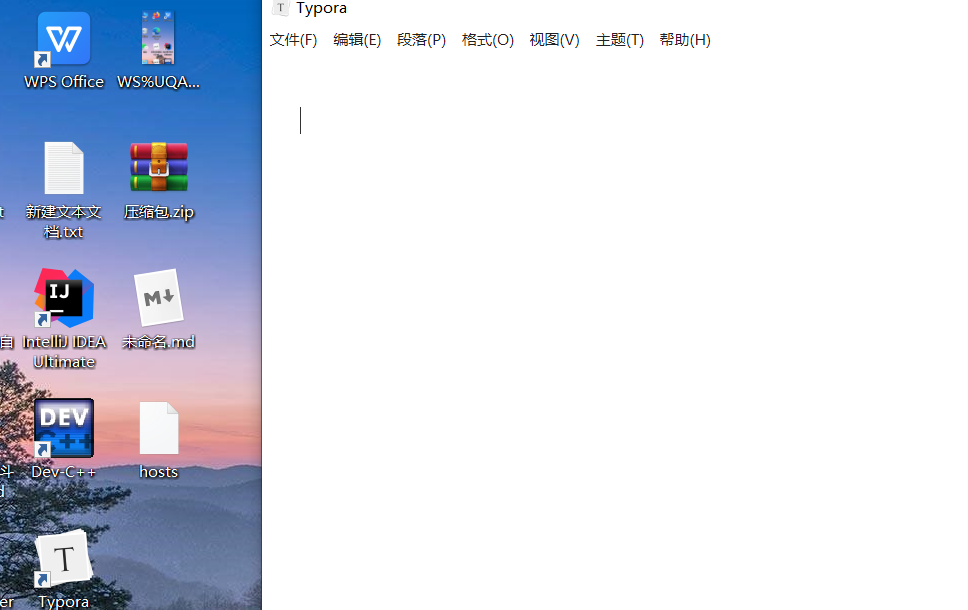 WPS Office
WS%UQA...
t
新建文本文
档.txt
压缩包.zip
IJ
自
IntelliJ IDEA
Ultimate
M
未命名.md
DEV
C++
斗
d
Dev-C++
hosts
T
er
Typora
T
Typora
文件(F) 编辑(E) 段落(P) 格式(O) 视图(V) 主题(T) 帮助(H)